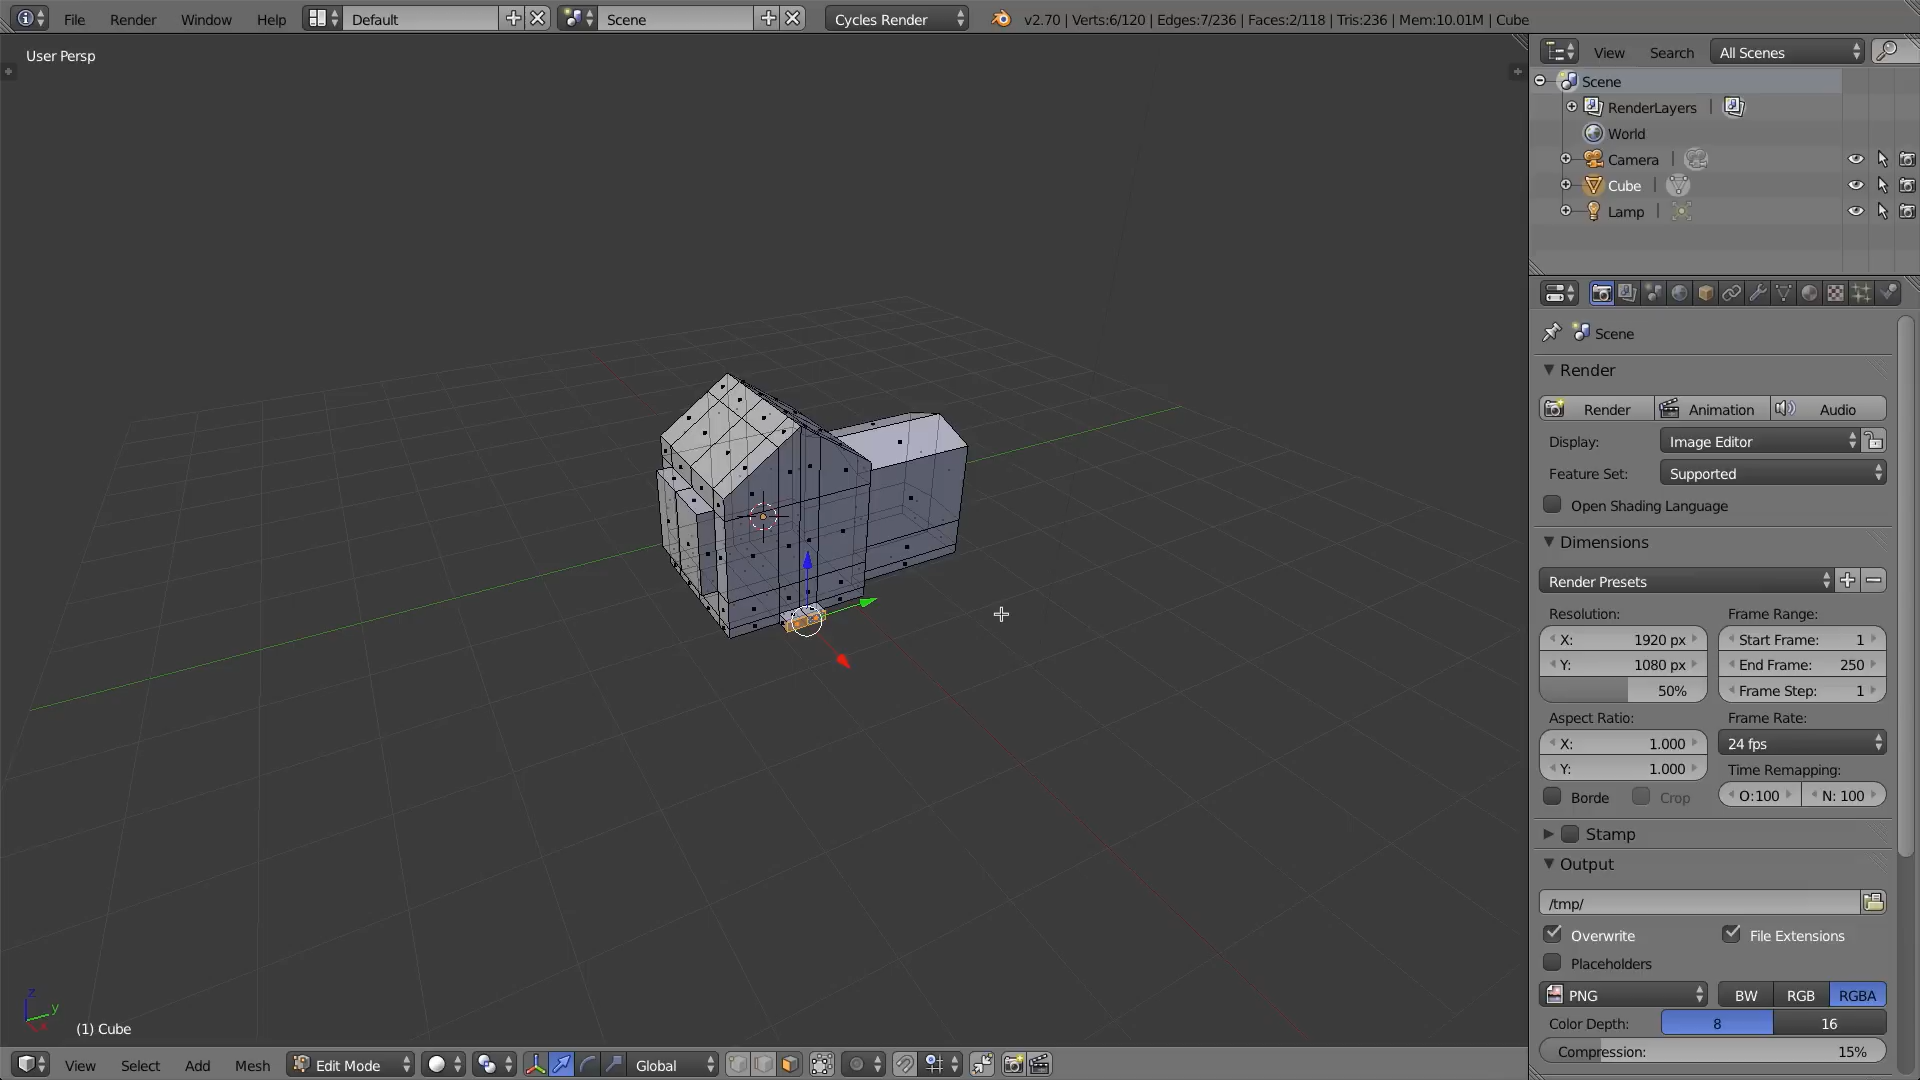 File Render Window Help Default Scene Cycles Render v2.70 | Verts:6/120 | Edges:7/236 | Faces:2/118 | Tris:236 | Mem:10.01M | Cube
User Persp
View Search All Scenes
Scene
RenderLayers
World
Camera
Cube
Lamp
Scene
Render
Render Animation Audio
Display: Image Editor
Feature Set: Supported
Open Shading Language
Dimensions
Render Presets
Resolution: Frame Range:
X: 1920 px Start Frame: 1
Y: 1080 px End Frame: 250
50% Frame Step: 1
Aspect Ratio: Frame Rate:
X: 1.000 24 fps
Y: 1.000 Time Remapping:
Borde Crop O:100 N: 100
Stamp
Output
/tmp/
Overwrite File Extensions
Placeholders
PNG BW RGB RGBA
Color Depth: 8 16
Compression: 15%
z
y
x
(1) Cube
View Select Add Mesh Edit Mode Global